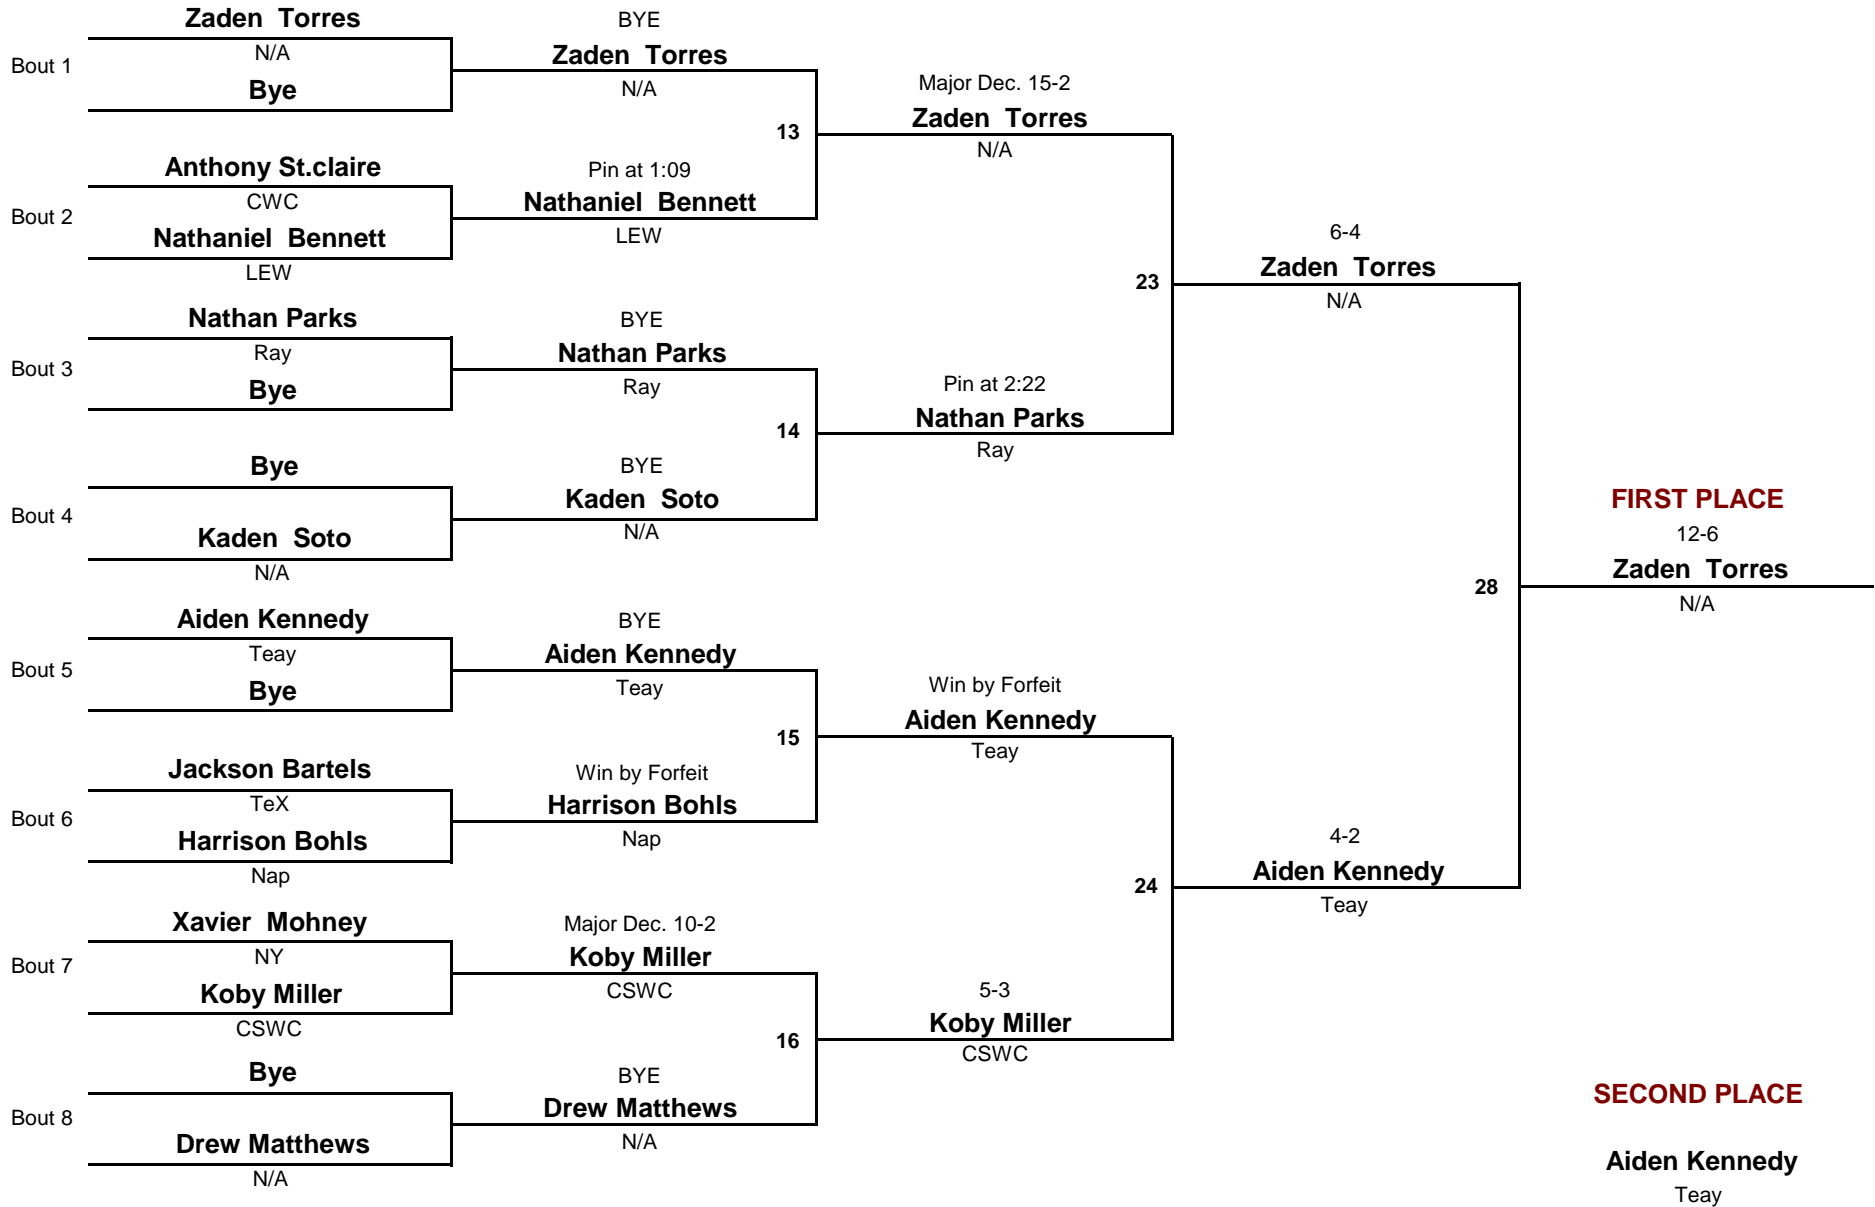 Zaden Torres
BYE
Bout 1
N/A
Zaden Torres
Bye
N/A
Major Dec. 15-2
Zaden Torres
13
N/A
Anthony St.claire
Pin at 1:09
Bout 2
CWC
Nathaniel Bennett
Nathaniel Bennett
LEW
LEW
6-4
Zaden Torres
23
N/A
Nathan Parks
BYE
Bout 3
Ray
Nathan Parks
Bye
Ray
Pin at 2:22
Nathan Parks
14
Ray
Bye
BYE
Bout 4
Kaden Soto
Kaden Soto
N/A
N/A
FIRST PLACE
12-6
Zaden Torres
28
N/A
Aiden Kennedy
BYE
Bout 5
Teay
Aiden Kennedy
Bye
Teay
Win by Forfeit
Aiden Kennedy
15
Teay
Jackson Bartels
Win by Forfeit
Bout 6
TeX
Harrison Bohls
Harrison Bohls
Nap
Nap
4-2
Aiden Kennedy
24
Teay
Xavier Mohney
Major Dec. 10-2
Bout 7
NY
Koby Miller
Koby Miller
CSWC
CSWC
5-3
Koby Miller
16
CSWC
Bye
BYE
Bout 8
Drew Matthews
Drew Matthews
N/A
N/A
SECOND PLACE
Aiden Kennedy
Teay